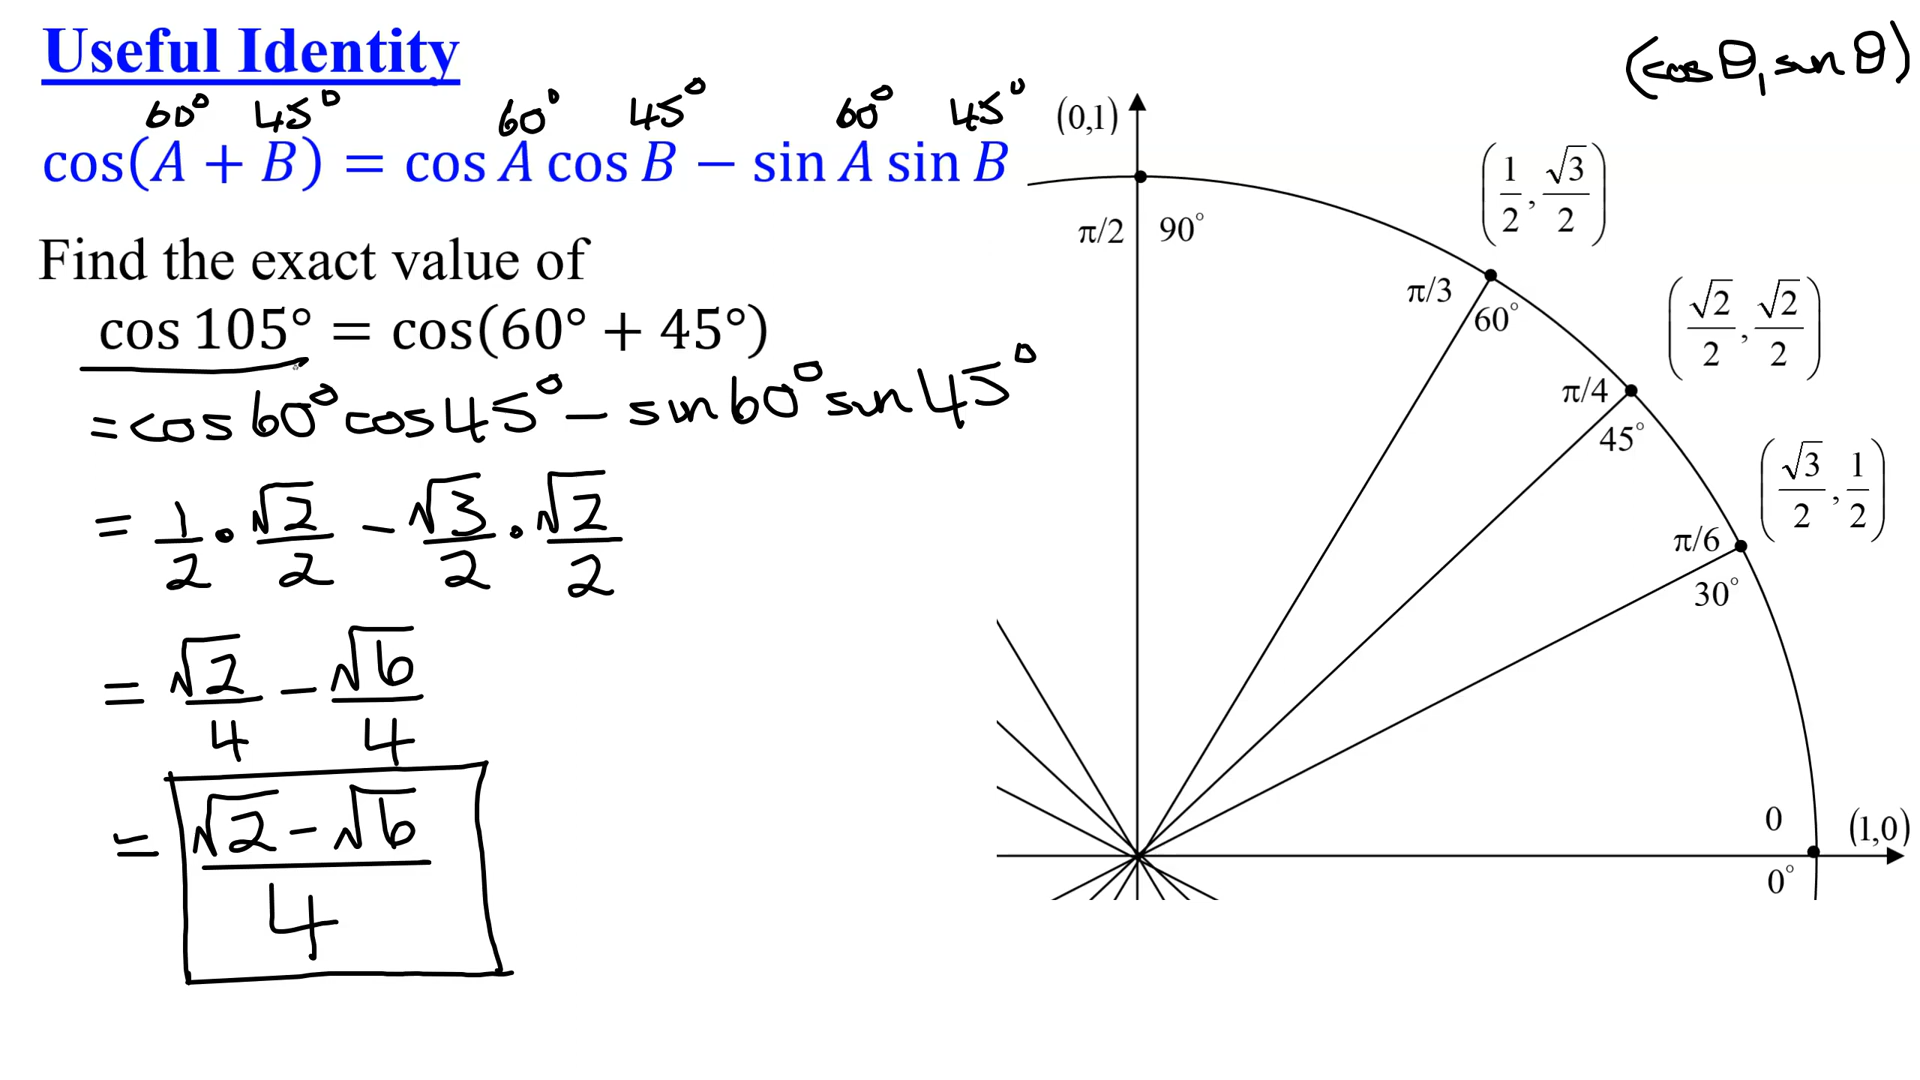 Useful Identity
60° 45° 60° 45° 60° 45°
cos(A + B) = cos A cos B − sin A sin B
Find the exact value of
cos 105° = cos(60° + 45°)
= cos 60° cos 45° − sin 60° sin 45°
= 1/2 · √2/2 − √3/2 · √2/2
= √2/4 − √6/4
= (√2 − √6)/4
(cos θ, sin θ)
(0,1)
π/2 90°
(1/2, √3/2)
π/3
60°
(√2/2, √2/2)
π/4
45°
(√3/2, 1/2)
π/6
30°
0 (1,0)
0°